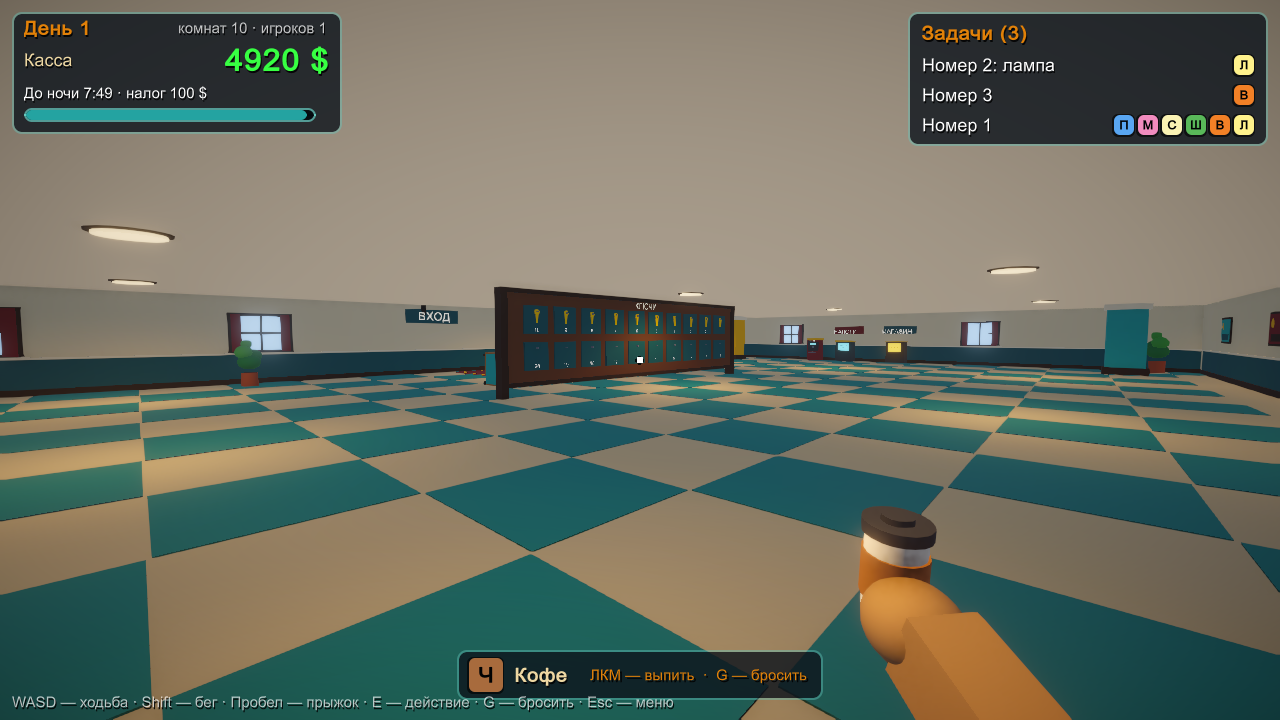 День 1
комнат 10 · игроков 1
Касса
4920 $
До ночи 7:49 · налог 100 $
Задачи (3)
Номер 2: лампа
Л
Номер 3
В
Номер 1
П М С Ш В Л
ВХОД
КЛЮЧИ
Ч
Кофе
ЛКМ — выпить · G — бросить
WASD — ходьба · Shift — бег · Пробел — прыжок · E — действие · G — бросить · Esc — меню